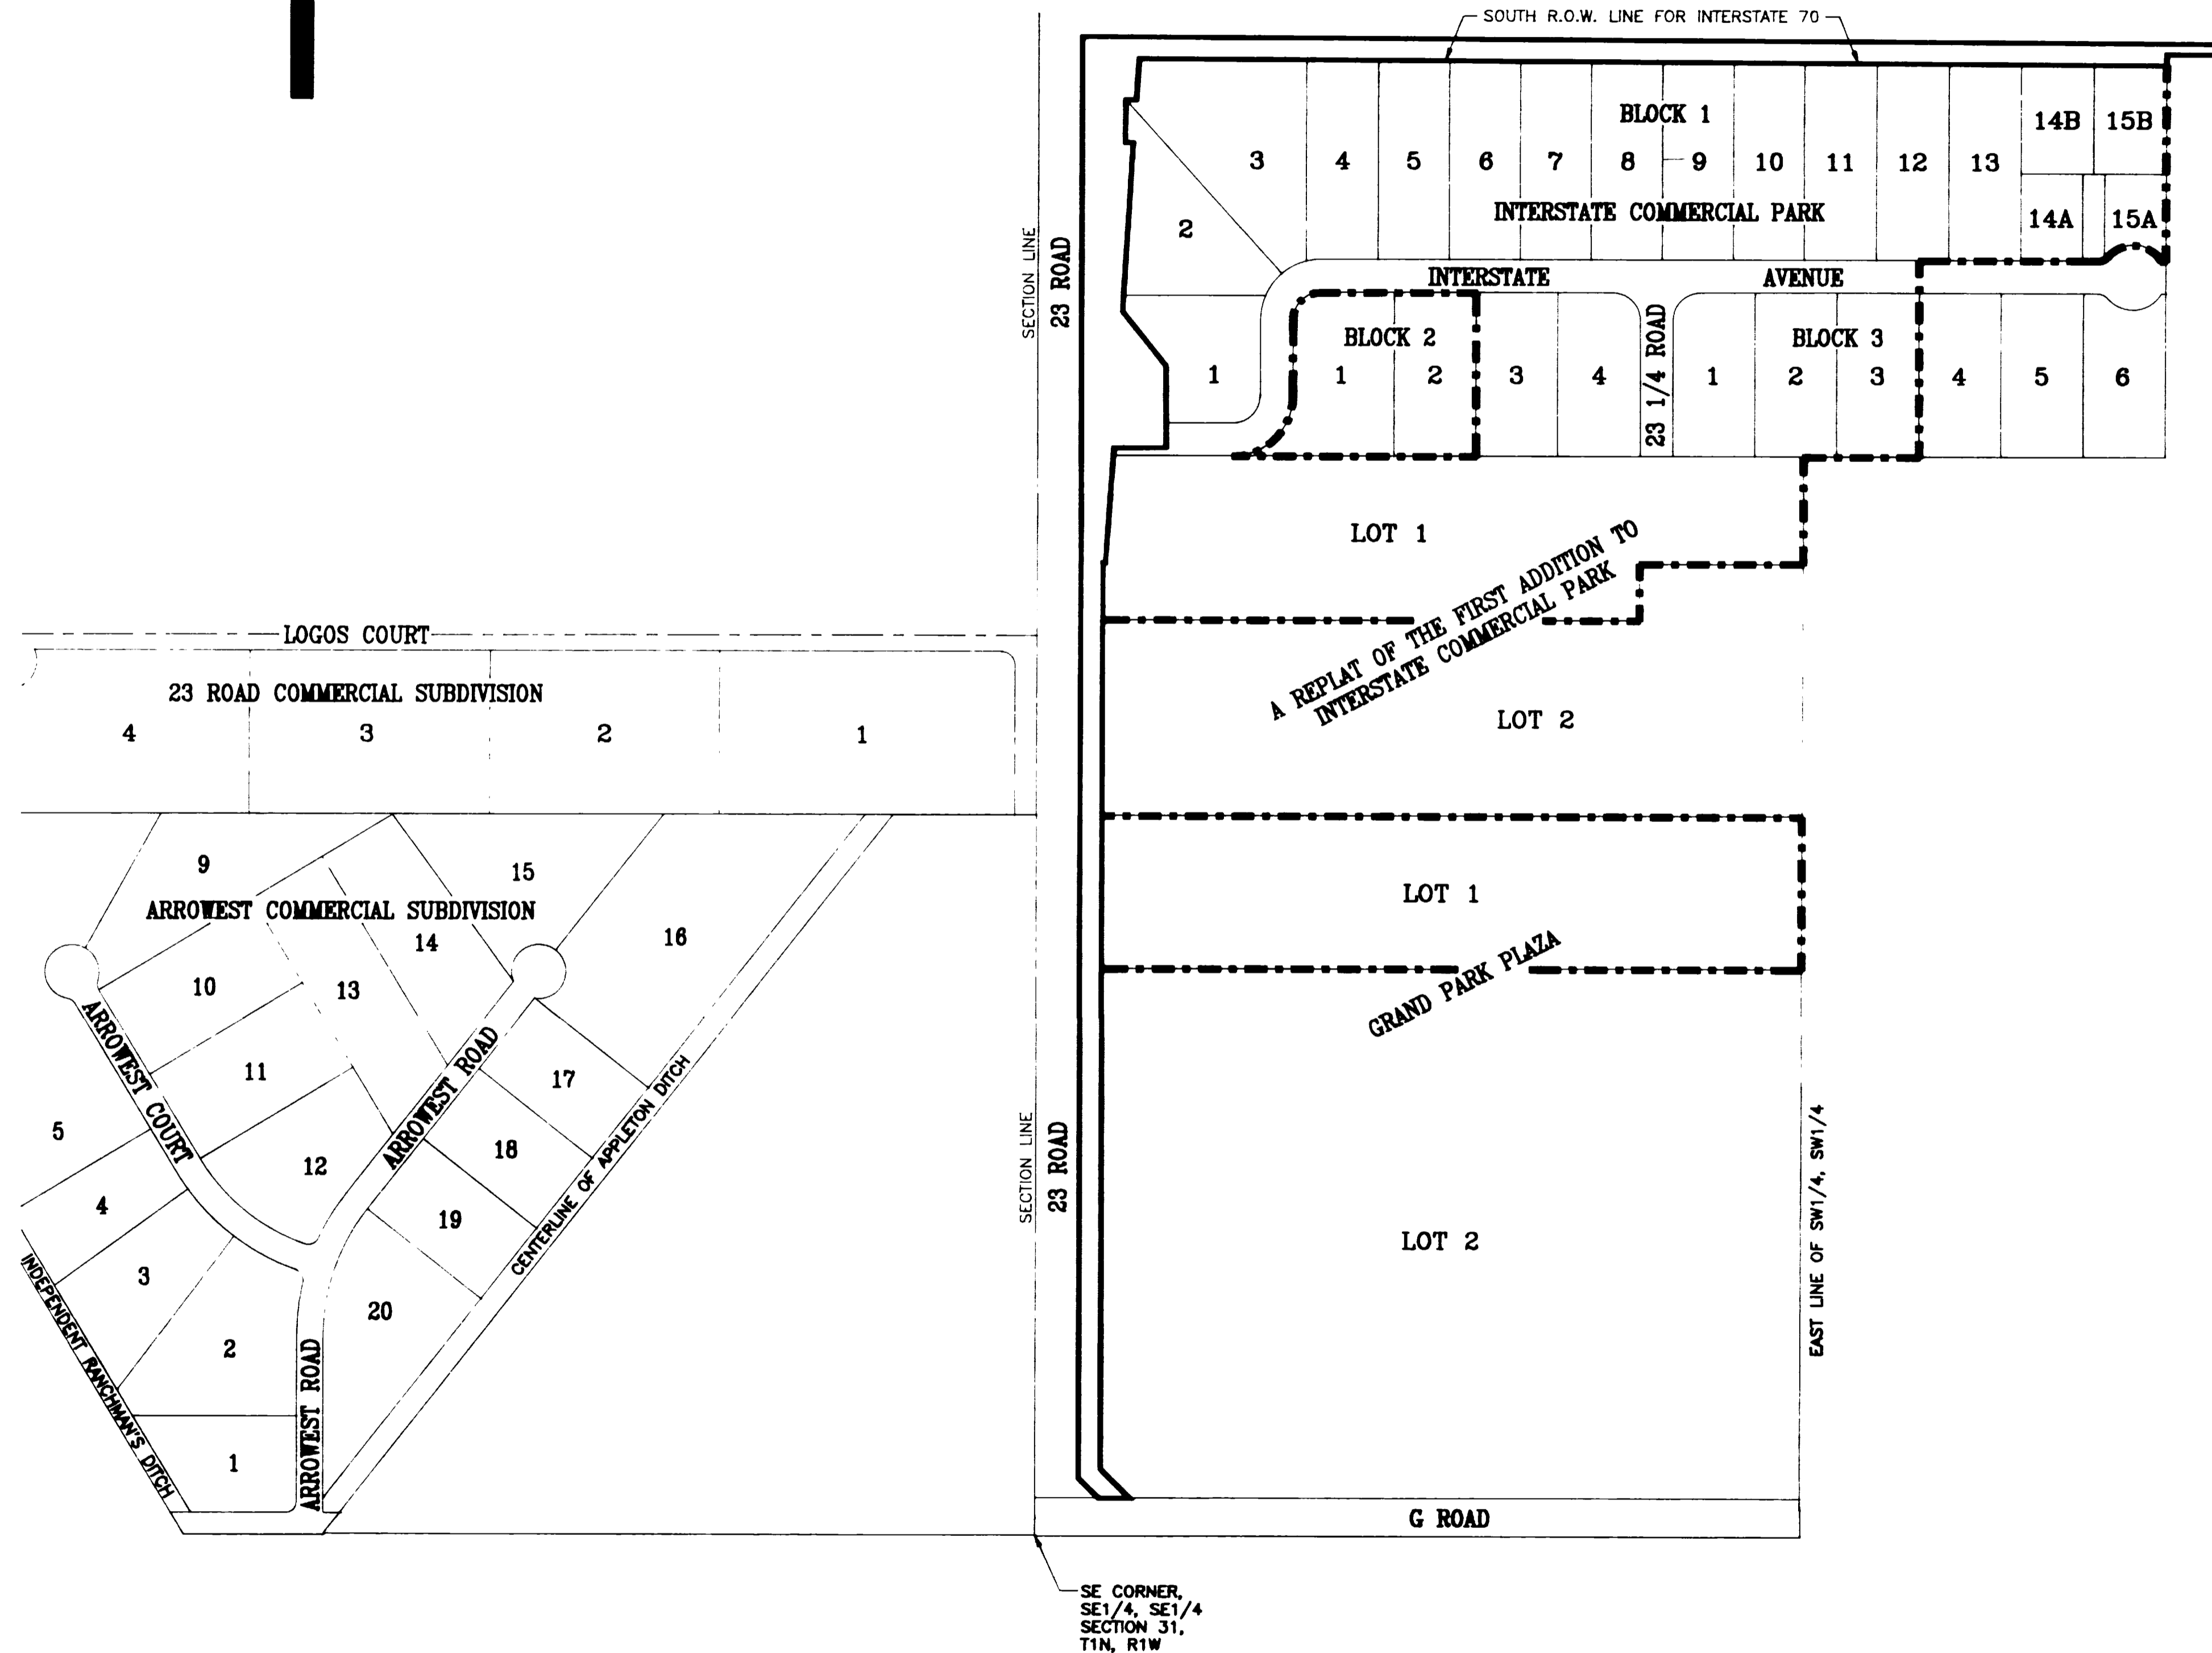 SOUTH R.O.W. LINE FOR INTERSTATE 70
BLOCK 1
14B
15B
3
4
5
6
7
8
9
10
11
12
13
2
INTERSTATE COMMERCIAL PARK
14A
15A
SECTION LINE
23 ROAD
INTERSTATE
AVENUE
BLOCK 2
23 1/4 ROAD
BLOCK 3
1
1
2
3
4
1
2
3
4
5
6
LOT 1
A REPLAT OF THE FIRST ADDITION TO
INTERSTATE COMMERCIAL PARK
LOGOS COURT
23 ROAD COMMERCIAL SUBDIVISION
4
3
2
1
LOT 2
9
15
ARROWEST COMMERCIAL SUBDIVISION
14
16
10
13
LOT 1
GRAND PARK PLAZA
ARROWEST COURT
11
ARROWEST ROAD
17
5
12
18
CENTERLINE OF APPLETON DITCH
4
19
3
20
2
INDEPENDENT RANCHMAN'S DITCH
1
ARROWEST ROAD
SECTION LINE
23 ROAD
LOT 2
EAST LINE OF SW1/4, SW1/4
G ROAD
SE CORNER,
SE1/4, SE1/4
SECTION 31,
T1N, R1W